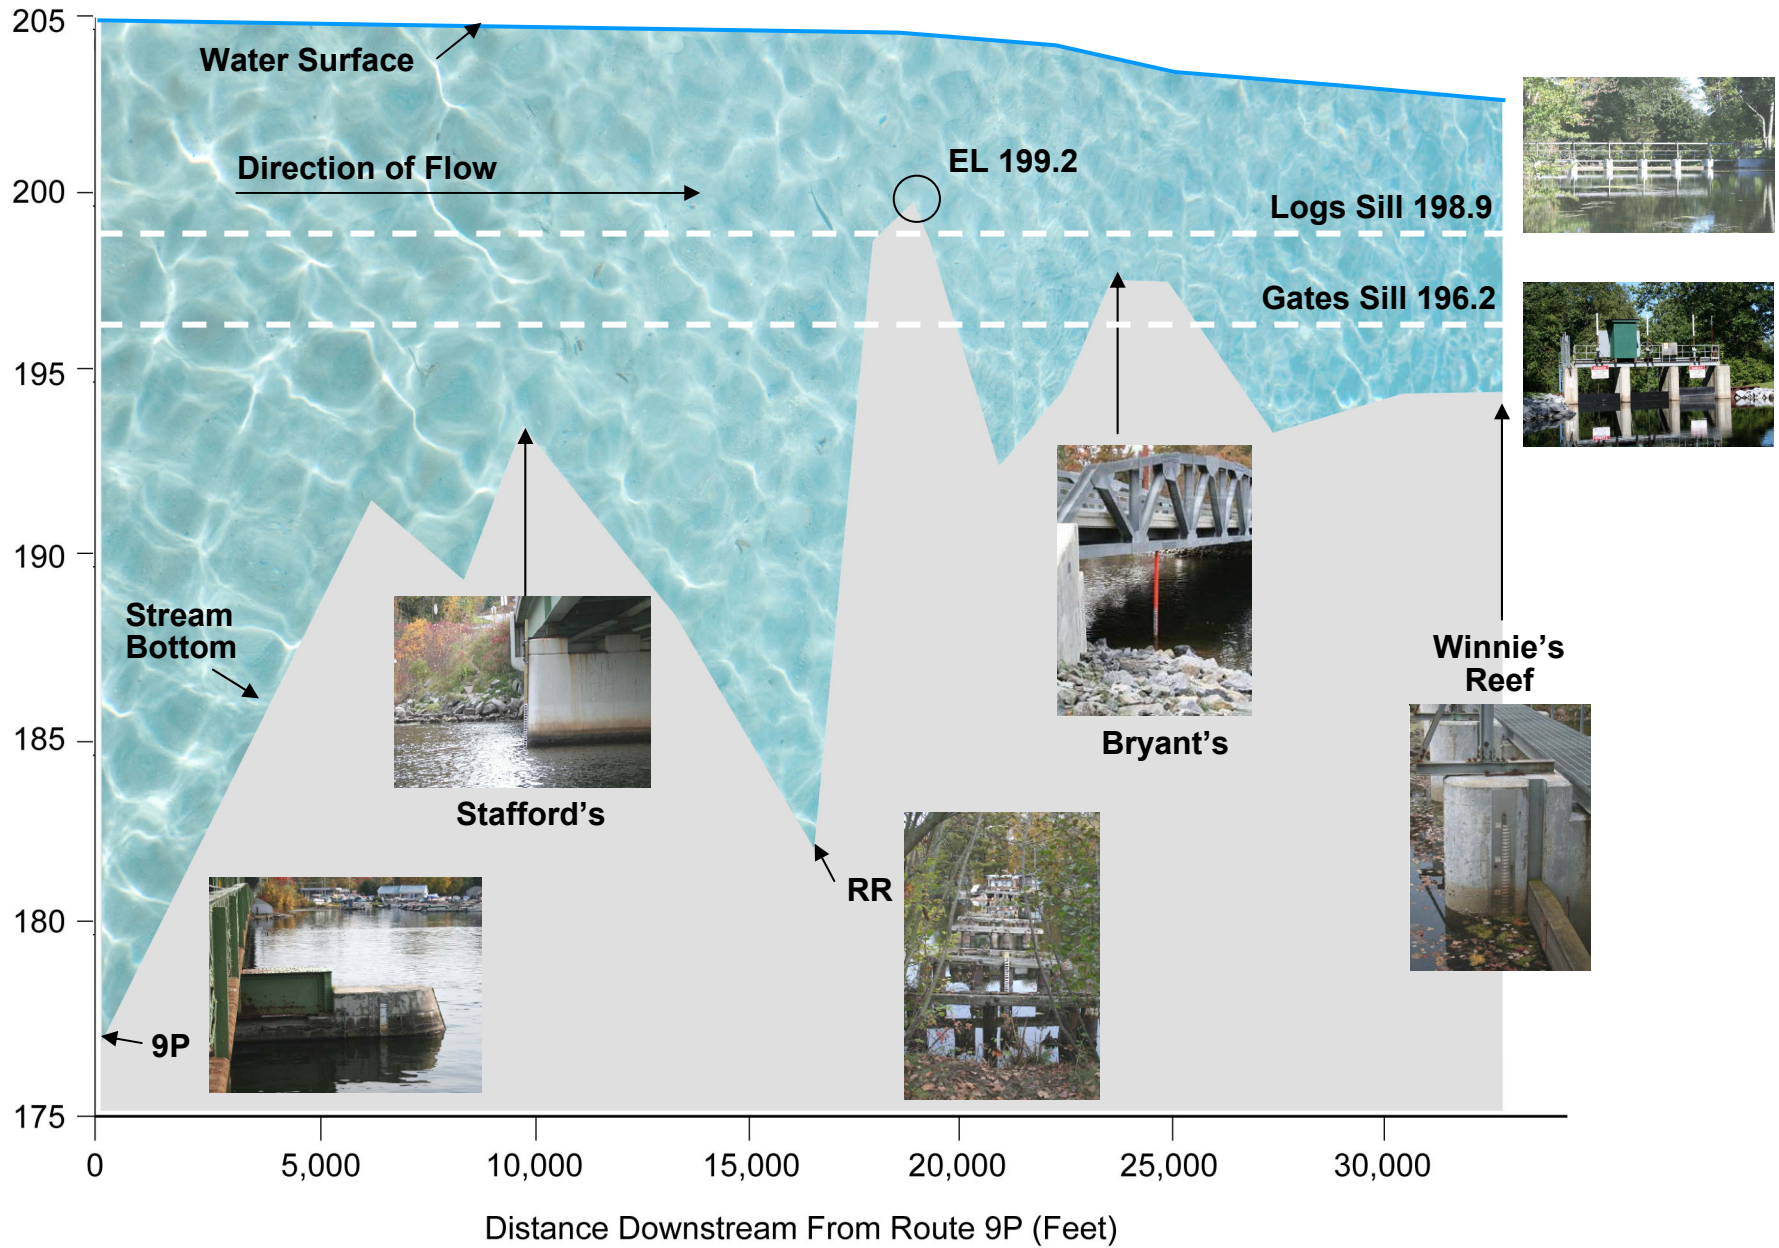 205
Water Surface
Direction of Flow
EL 199.2
200
Logs Sill 198.9
Gates Sill 196.2
195
190
Stream
Bottom
Winnie’s
Reef
185
Bryant’s
Stafford’s
RR
180
9P
175
0
5,000
10,000
15,000
20,000
25,000
30,000
Distance Downstream From Route 9P (Feet)